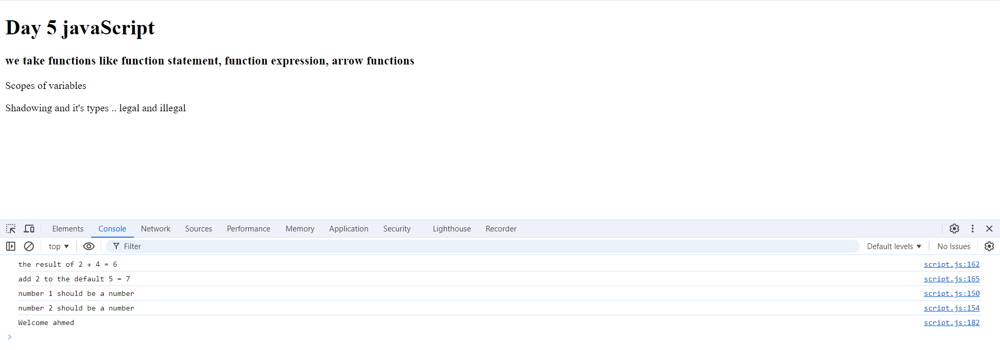 Day 5 javaScript
we take functions like function statement, function expression, arrow functions
Scopes of variables
Shadowing and it's types .. legal and illegal
Elements Console Network Sources Performance Memory Application Security Lighthouse Recorder
top Filter Default levels No Issues
the result of 2 + 4 = 6 script.js:162
add 2 to the default 5 = 7 script.js:165
number 1 should be a number script.js:150
number 2 should be a number script.js:154
Welcome ahmed script.js:182